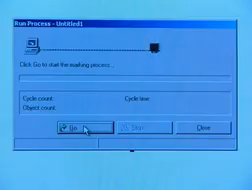 Run Process - Untitled1
Click Go to start the marking process...
Cycle count: Cycle time:
Object count:
Go Stop Close